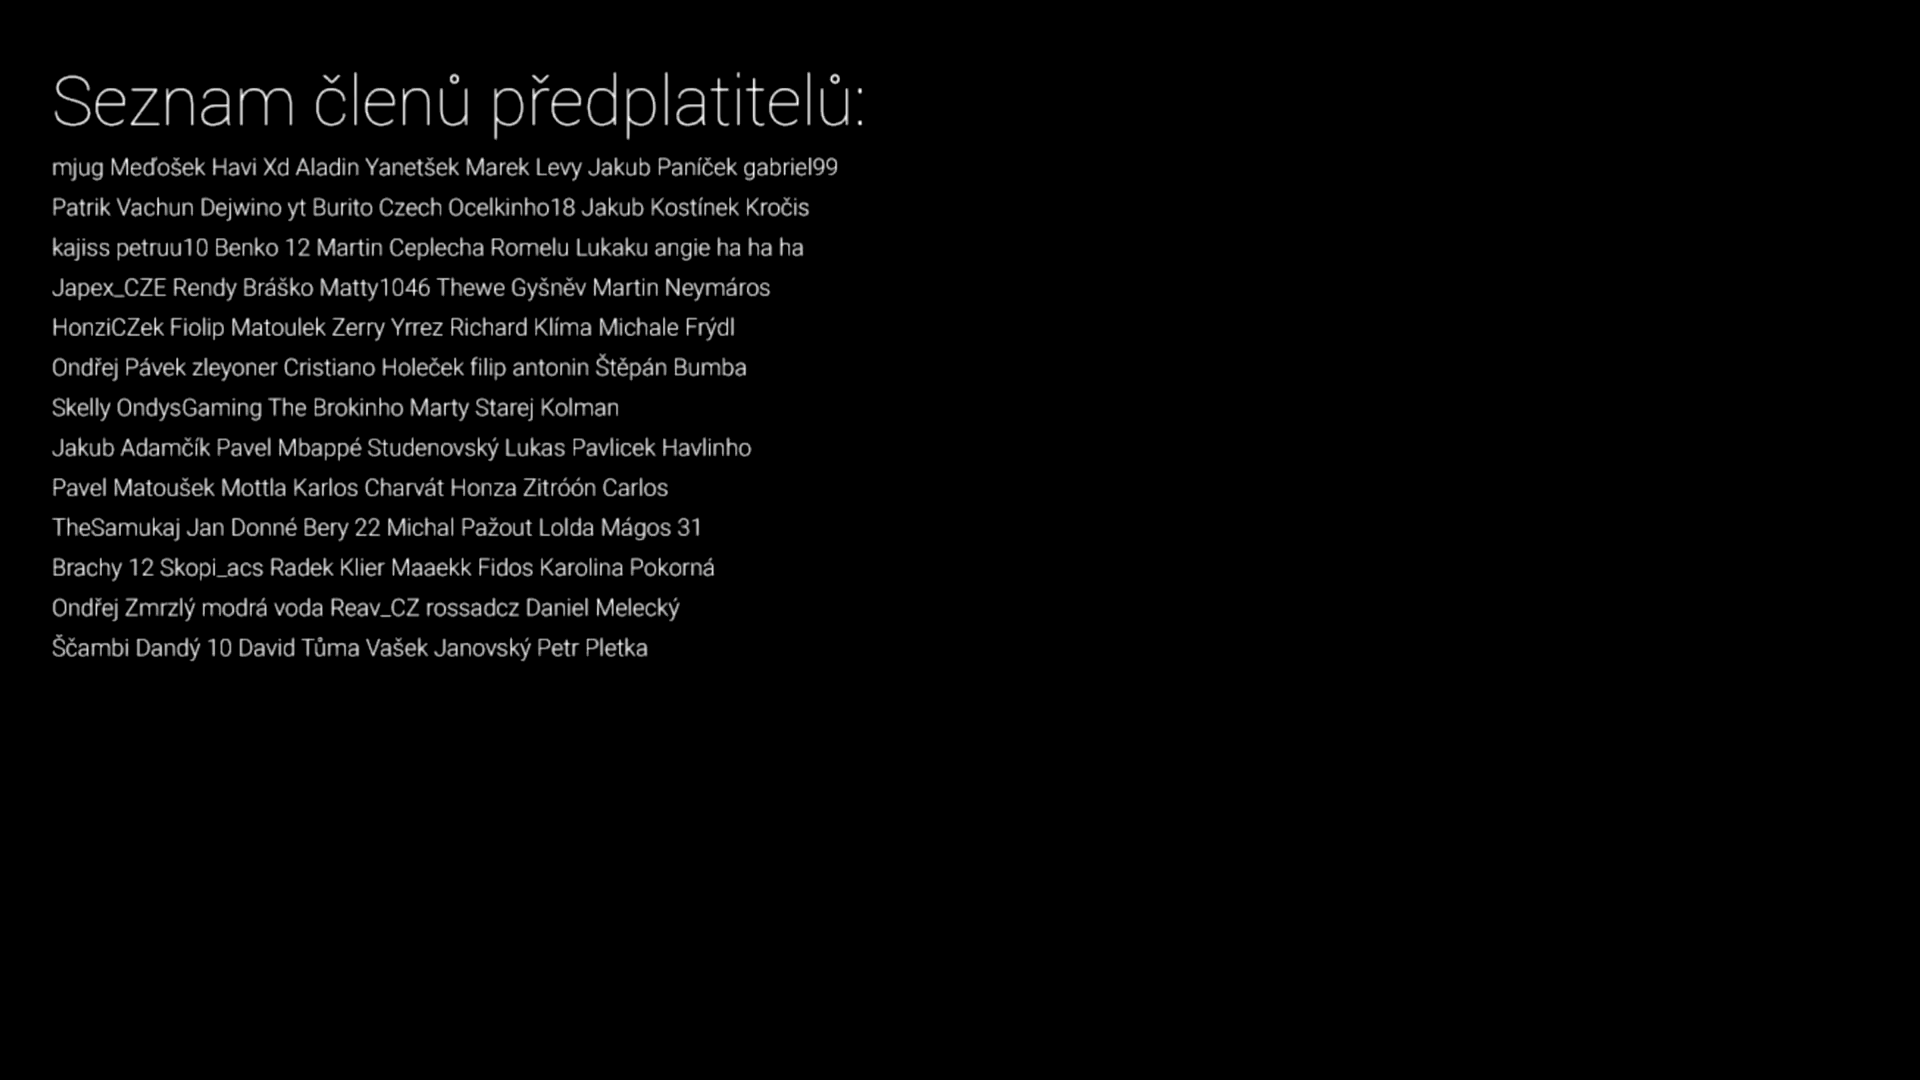 Seznam členů předplatitelů:
mjug Meďošek Havi Xd Aladin Yanetšek Marek Levy Jakub Paníček gabriel99
Patrik Vachun Dejwino yt Burito Czech Ocelkinho18 Jakub Kostínek Kročis
kajiss petruu10 Benko 12 Martin Ceplecha Romelu Lukaku angie ha ha ha
Japex_CZE Rendy Bráško Matty1046 Thewe Gyšněv Martin Neymáros
HonziCZek Fiolip Matoulek Zerry Yrrez Richard Klíma Michale Frýdl
Ondřej Pávek zleyoner Cristiano Holeček filip antonin Štěpán Bumba
Skelly OndysGaming The Brokinho Marty Starej Kolman
Jakub Adamčík Pavel Mbappé Studenovský Lukas Pavlicek Havlinho
Pavel Matoušek Mottla Karlos Charvát Honza Zitróón Carlos
TheSamukaj Jan Donné Bery 22 Michal Pažout Lolda Mágos 31
Brachy 12 Skopi_acs Radek Klier Maaekk Fidos Karolina Pokorná
Ondřej Zmrzlý modrá voda Reav_CZ rossadcz Daniel Melecký
Ščambi Dandý 10 David Tůma Vašek Janovský Petr Pletka